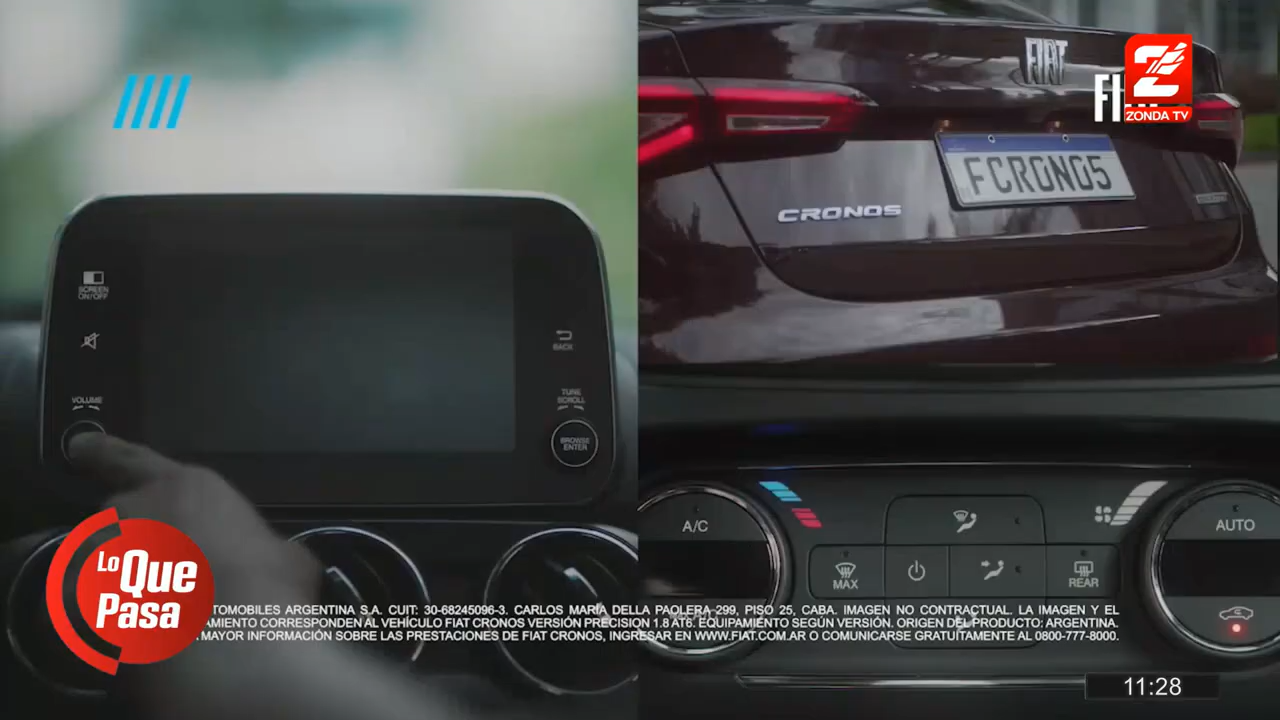 FIAT
ZONDA TV
FCRONOS
CRONOS
SCREEN
ON/OFF
BACK
VOLUME
TUNE
SCROLL
BROWSE
ENTER
A/C
AUTO
MAX
REAR
Lo Que
Pasa
TOMOBILES ARGENTINA S.A. CUIT: 30-68245096-3. CARLOS MARÍA DELLA PAOLERA 299, PISO 25, CABA. IMAGEN NO CONTRACTUAL. LA IMAGEN Y EL
AMIENTO CORRESPONDEN AL VEHÍCULO FIAT CRONOS VERSIÓN PRECISION 1.8 AT6. EQUIPAMIENTO SEGÚN VERSIÓN. ORIGEN DEL PRODUCTO: ARGENTINA.
MAYOR INFORMACIÓN SOBRE LAS PRESTACIONES DE FIAT CRONOS, INGRESAR EN WWW.FIAT.COM.AR O COMUNICARSE GRATUITAMENTE AL 0800-777-8000.
11:28